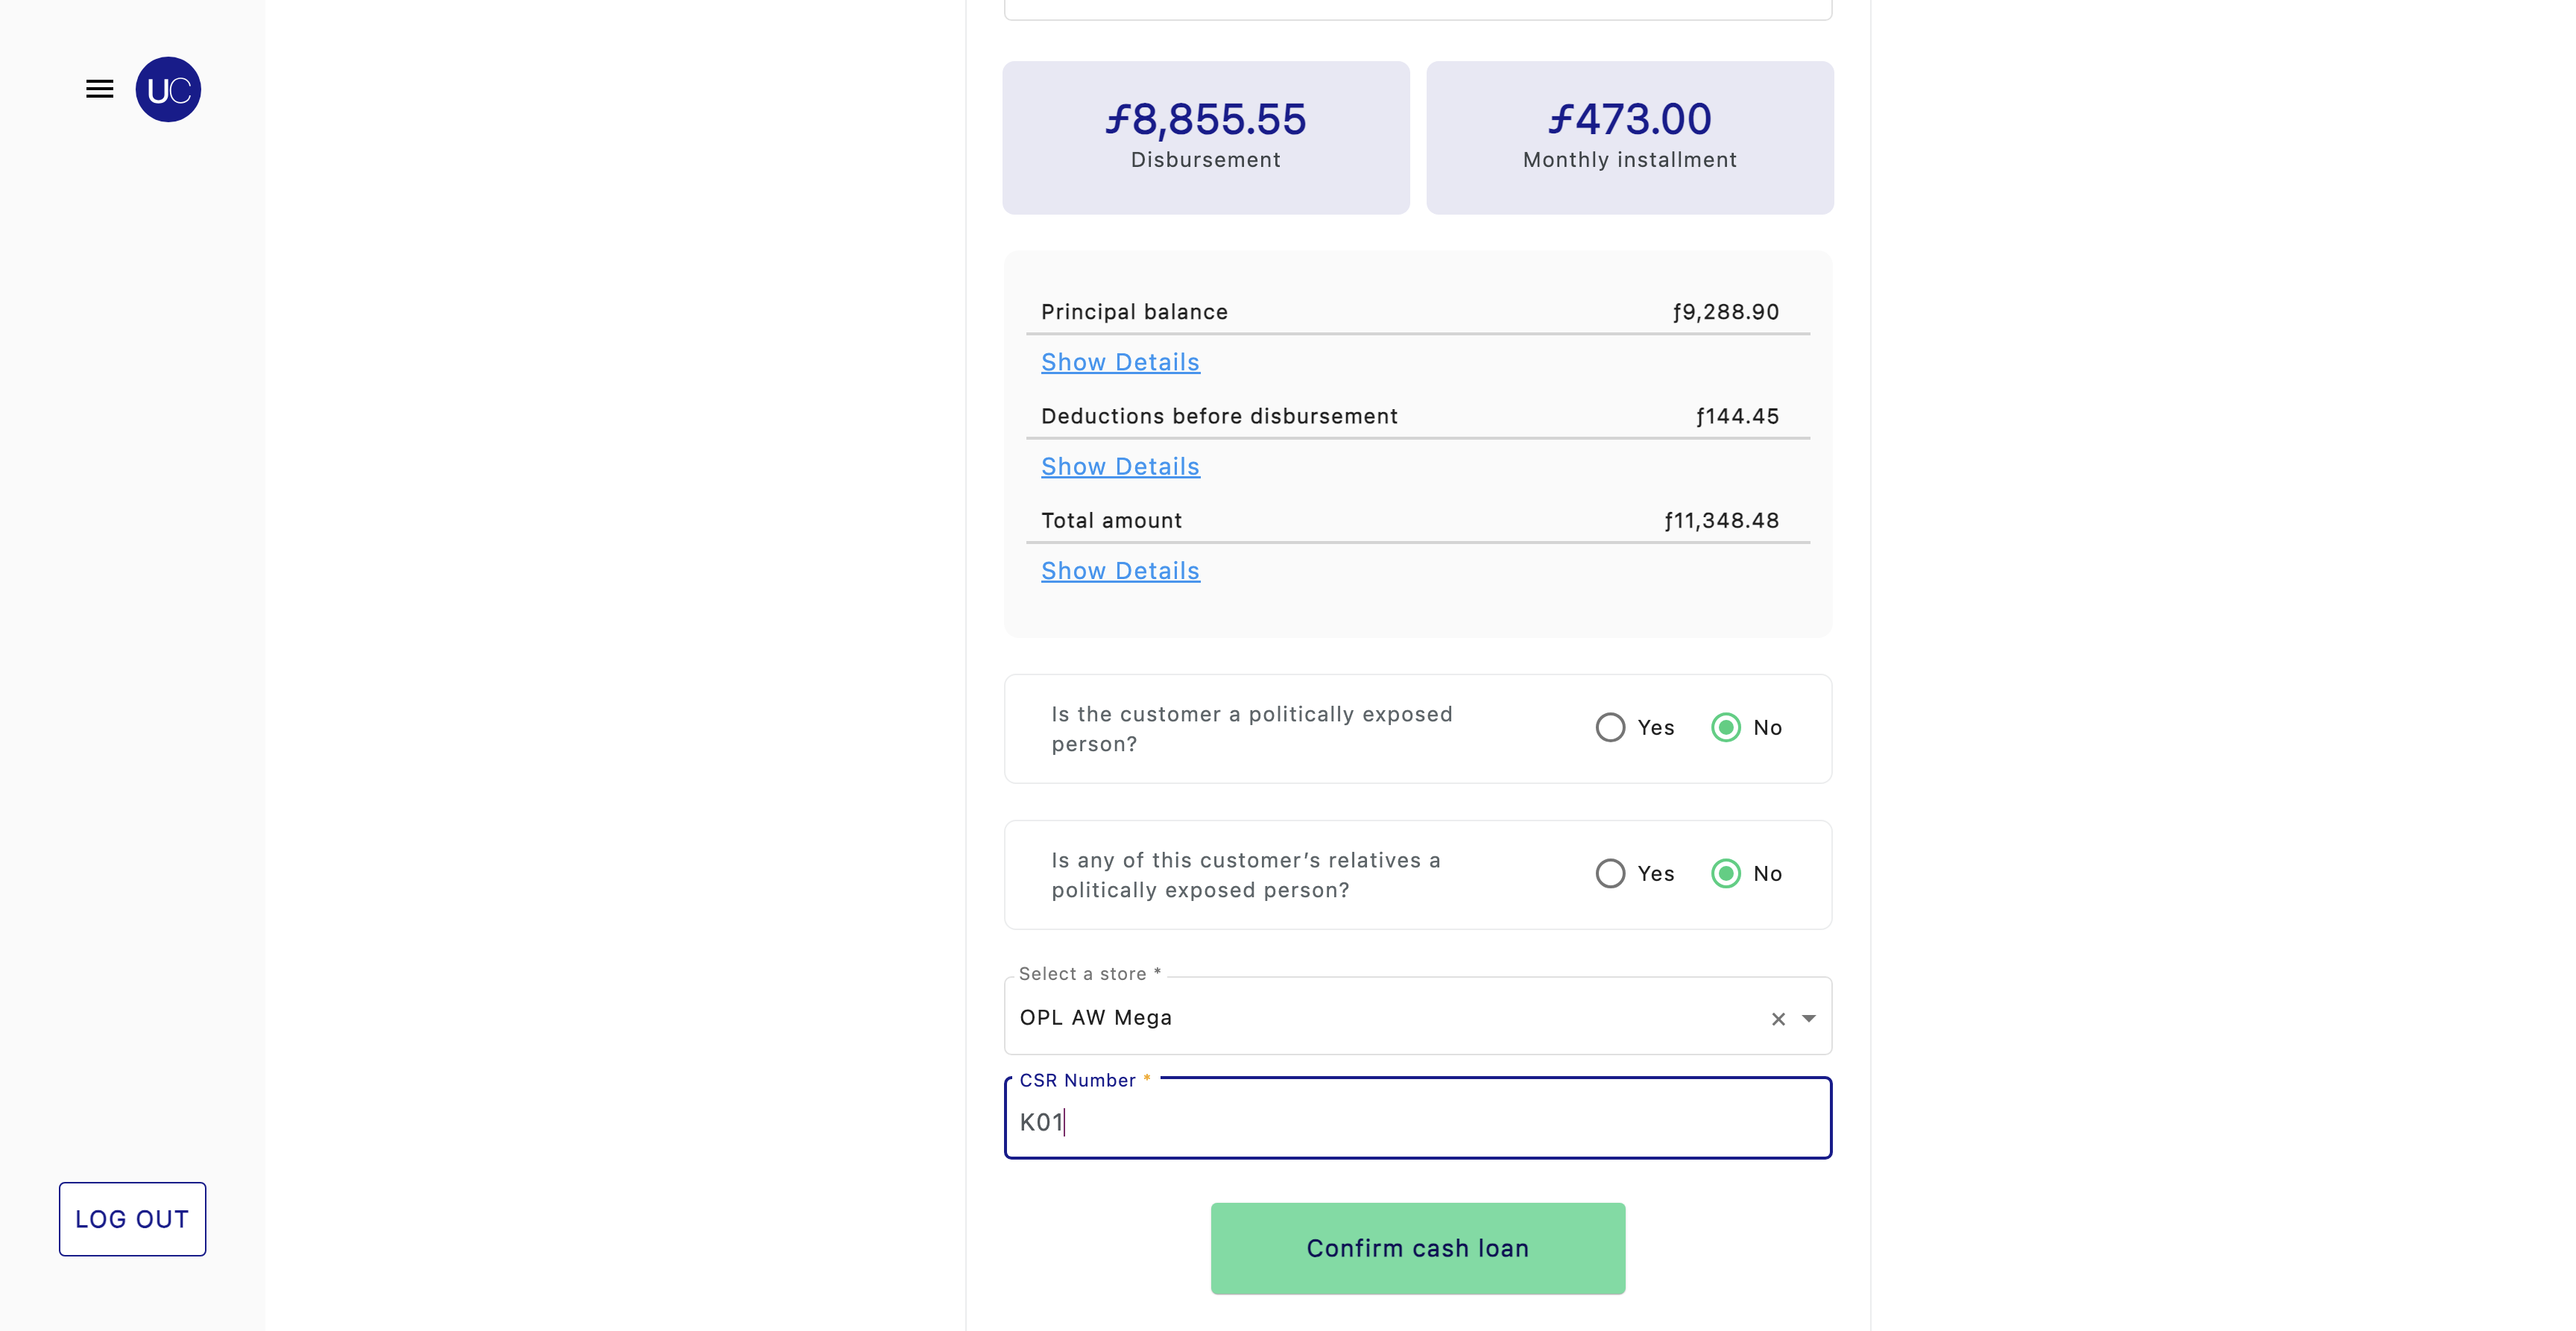 UC
ƒ8,855.55
Disbursement
ƒ473.00
Monthly installment
Principal balance ƒ9,288.90
Show Details
Deductions before disbursement ƒ144.45
Show Details
Total amount ƒ11,348.48
Show Details
Is the customer a politically exposed
person?
Yes No
Is any of this customer’s relatives a
politically exposed person?
Yes No
Select a store *
OPL AW Mega
CSR Number *
K01
LOG OUT
Confirm cash loan